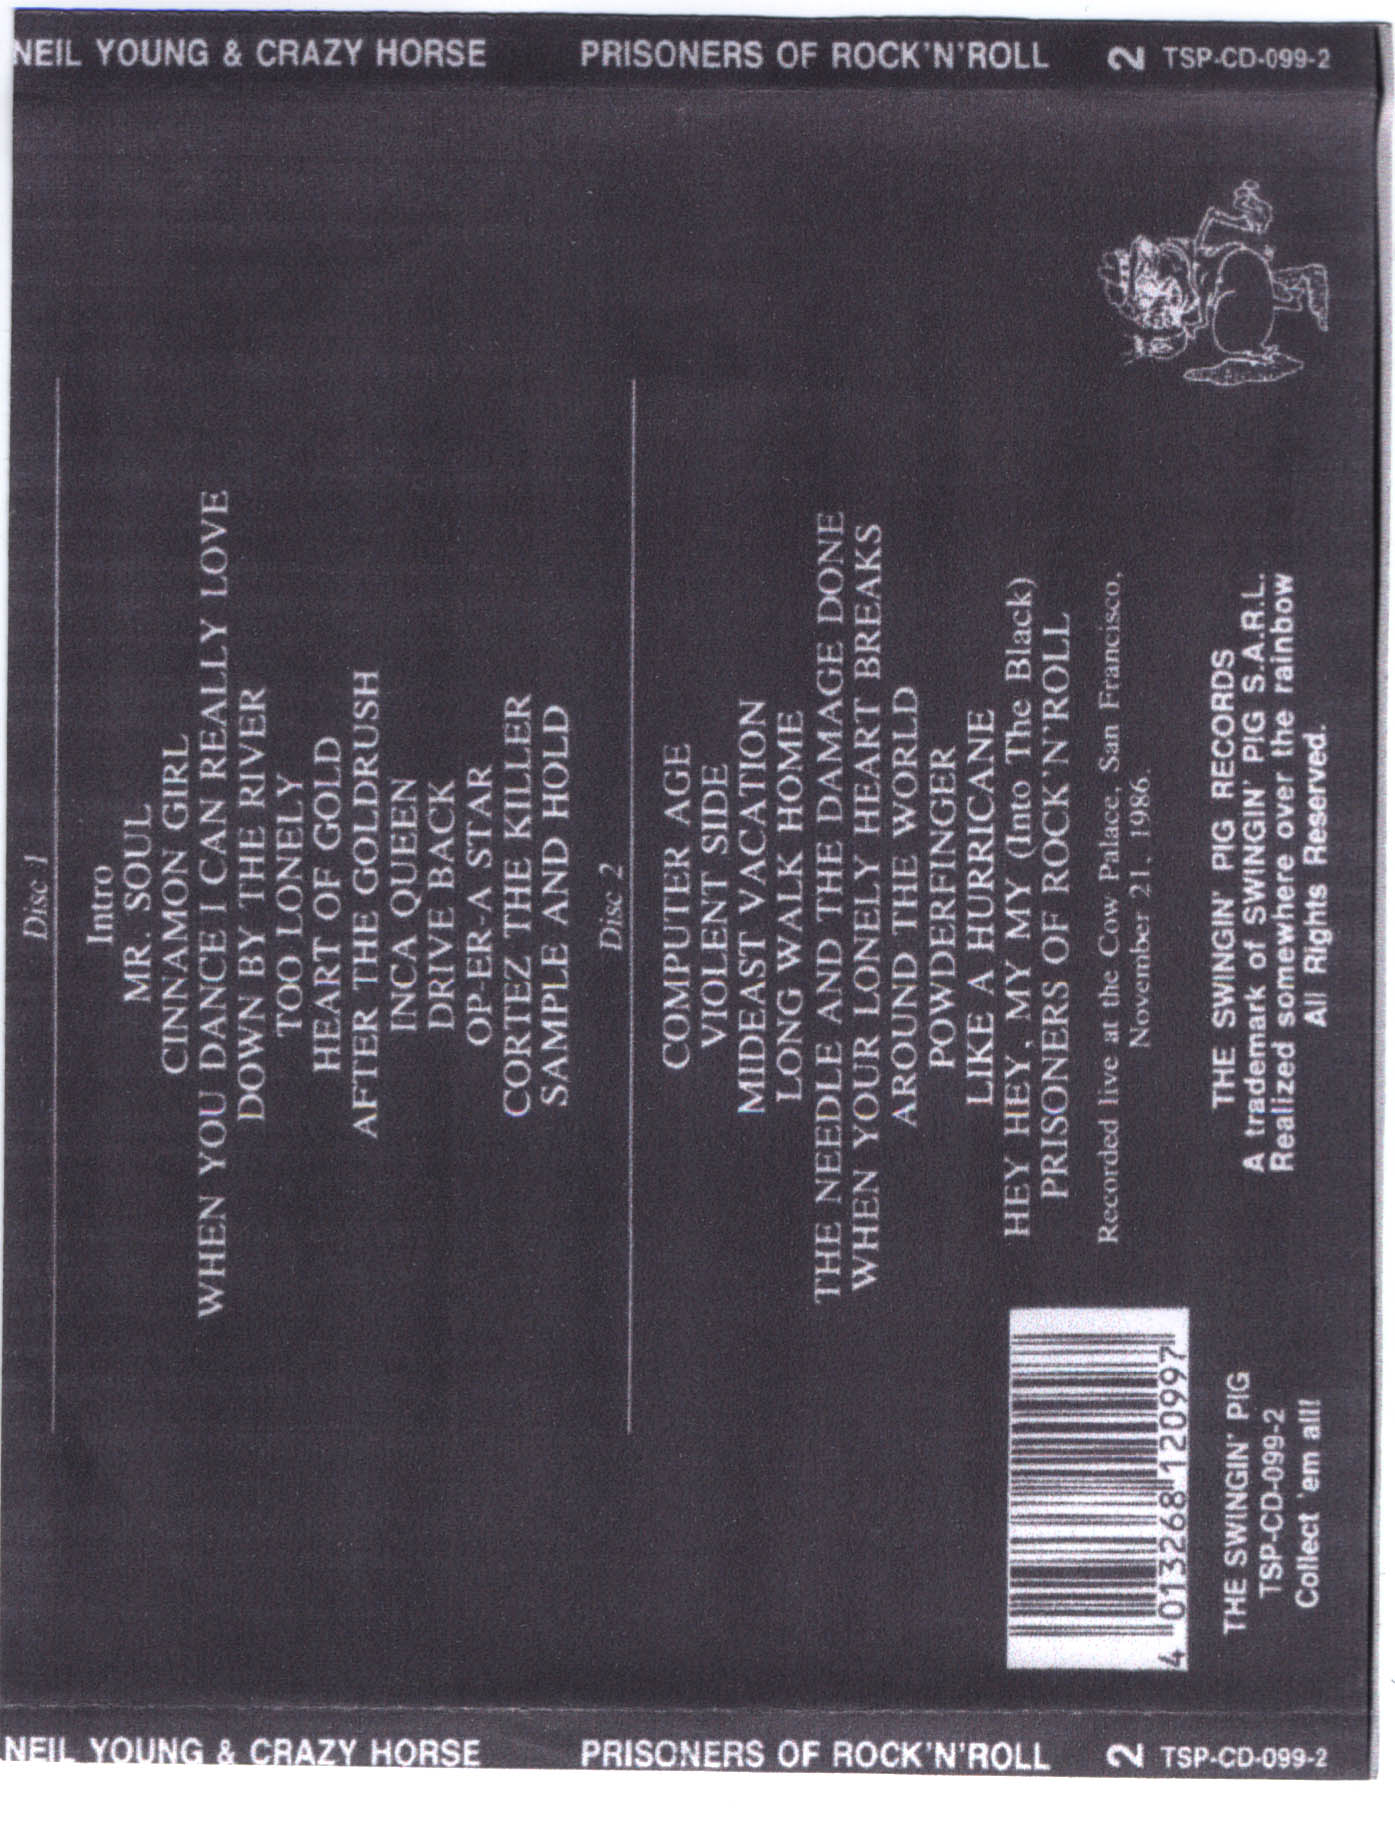 NEIL YOUNG & CRAZY HORSE PRISONERS OF ROCK'N'ROLL 2 TSP-CD-099-2
Disc 1
Intro
MR. SOUL
CINNAMON GIRL
WHEN YOU DANCE I CAN REALLY LOVE
DOWN BY THE RIVER
TOO LONELY
HEART OF GOLD
AFTER THE GOLDRUSH
INCA QUEEN
DRIVE BACK
OP-ER-A STAR
CORTEZ THE KILLER
SAMPLE AND HOLD
Disc 2
COMPUTER AGE
VIOLENT SIDE
MIDEAST VACATION
LONG WALK HOME
THE NEEDLE AND THE DAMAGE DONE
WHEN YOUR LONELY HEART BREAKS
AROUND THE WORLD
POWDERFINGER
LIKE A HURRICANE
HEY HEY, MY MY (Into The Black)
PRISONERS OF ROCK'N'ROLL
Recorded live at the Cow Palace, San Francisco,
November 21, 1986.
4 013268 120997
THE SWINGIN' PIG
TSP-CD-099-2
Collect 'em all!
THE SWINGIN' PIG RECORDS
A trademark of SWINGIN' PIG S.A.R.L.
Realized somewhere over the rainbow
All Rights Reserved.
NEIL YOUNG & CRAZY HORSE PRISONERS OF ROCK'N'ROLL 2 TSP-CD-099-2